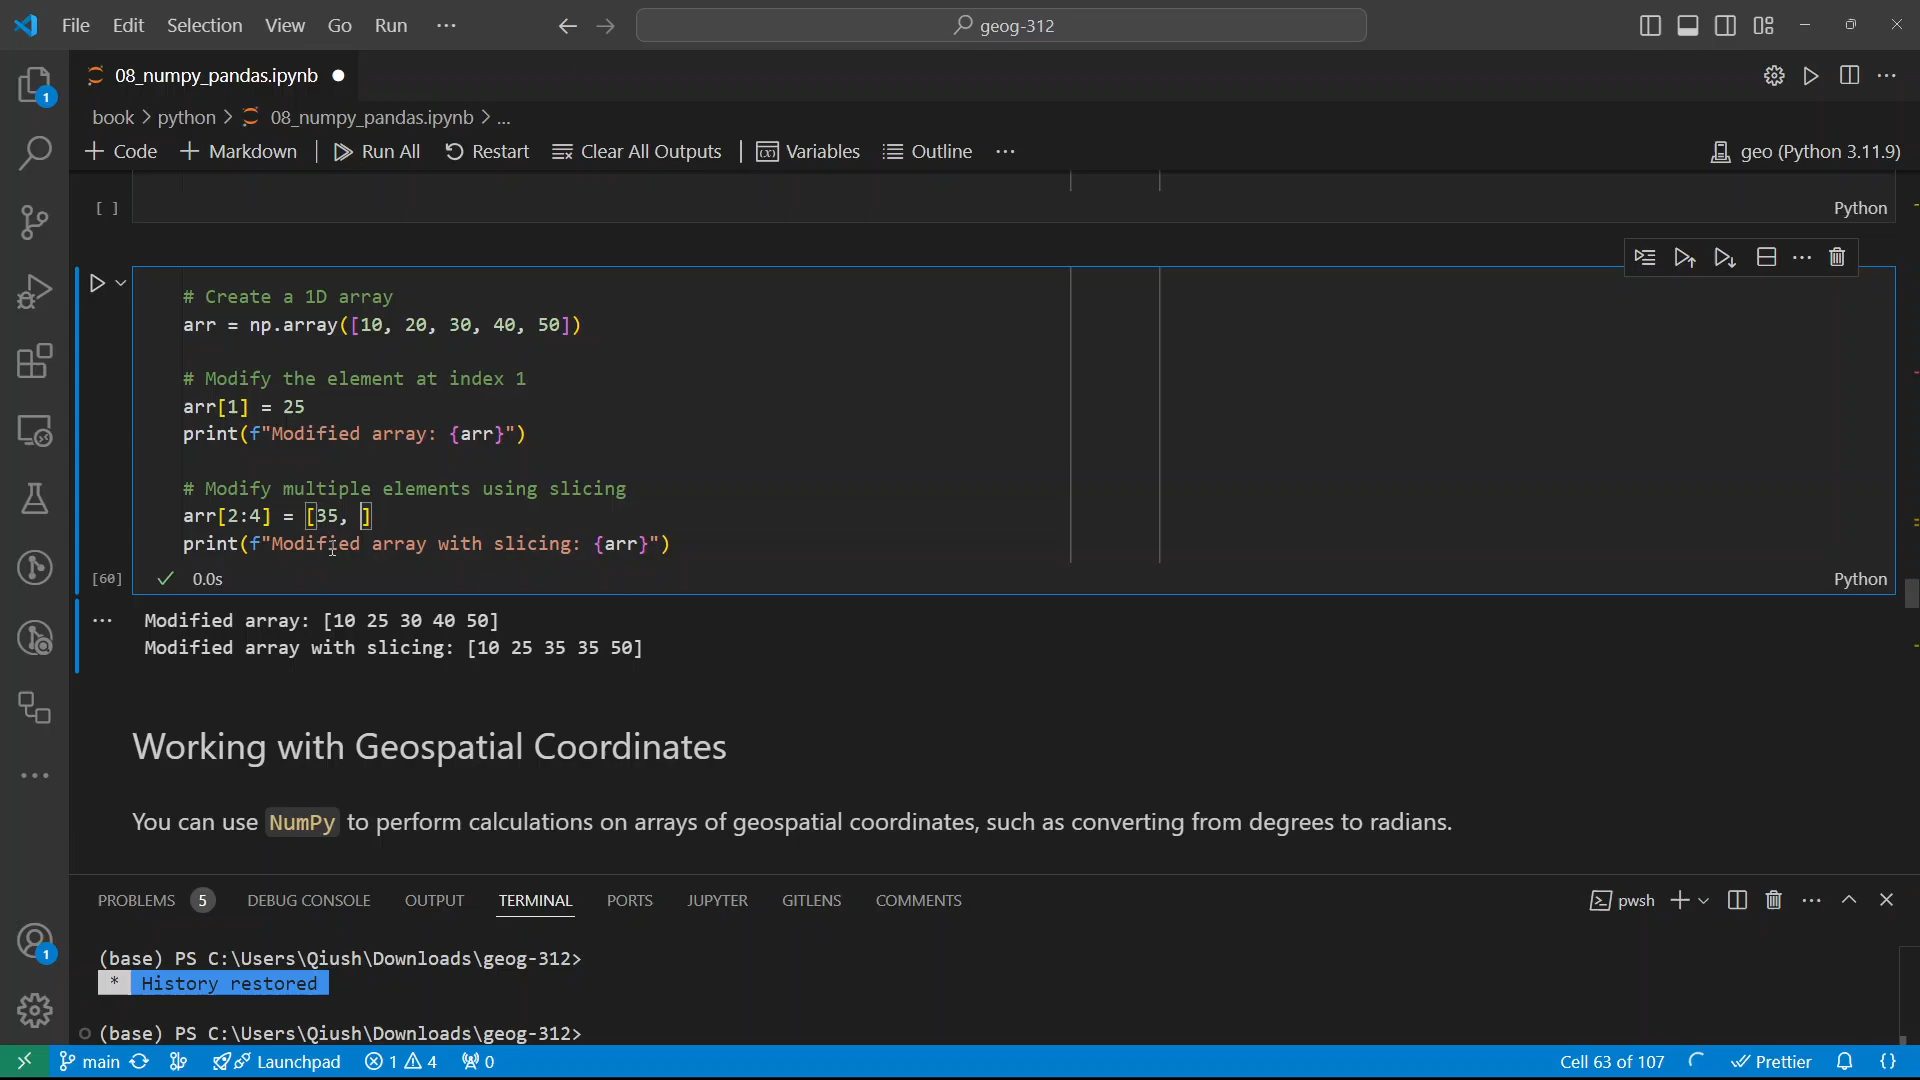 File Edit Selection View Go Run ...
geog-312
08_numpy_pandas.ipynb
book > python > 08_numpy_pandas.ipynb > ...
+ Code + Markdown Run All Restart Clear All Outputs Variables Outline ... geo (Python 3.11.9)
[ ] Python
# Create a 1D array
arr = np.array([10, 20, 30, 40, 50])
# Modify the element at index 1
arr[1] = 25
print(f"Modified array: {arr}")
# Modify multiple elements using slicing
arr[2:4] = [35, ]
print(f"Modified array with slicing: {arr}")
[60] 0.0s Python
Modified array: [10 25 30 40 50]
Modified array with slicing: [10 25 35 35 50]
Working with Geospatial Coordinates
You can use NumPy to perform calculations on arrays of geospatial coordinates, such as converting from degrees to radians.
PROBLEMS 5 DEBUG CONSOLE OUTPUT TERMINAL PORTS JUPYTER GITLENS COMMENTS pwsh
(base) PS C:\Users\Qiush\Downloads\geog-312>
* History restored
(base) PS C:\Users\Qiush\Downloads\geog-312>
main Launchpad 1 4 0 Cell 63 of 107 Prettier {}
1
1